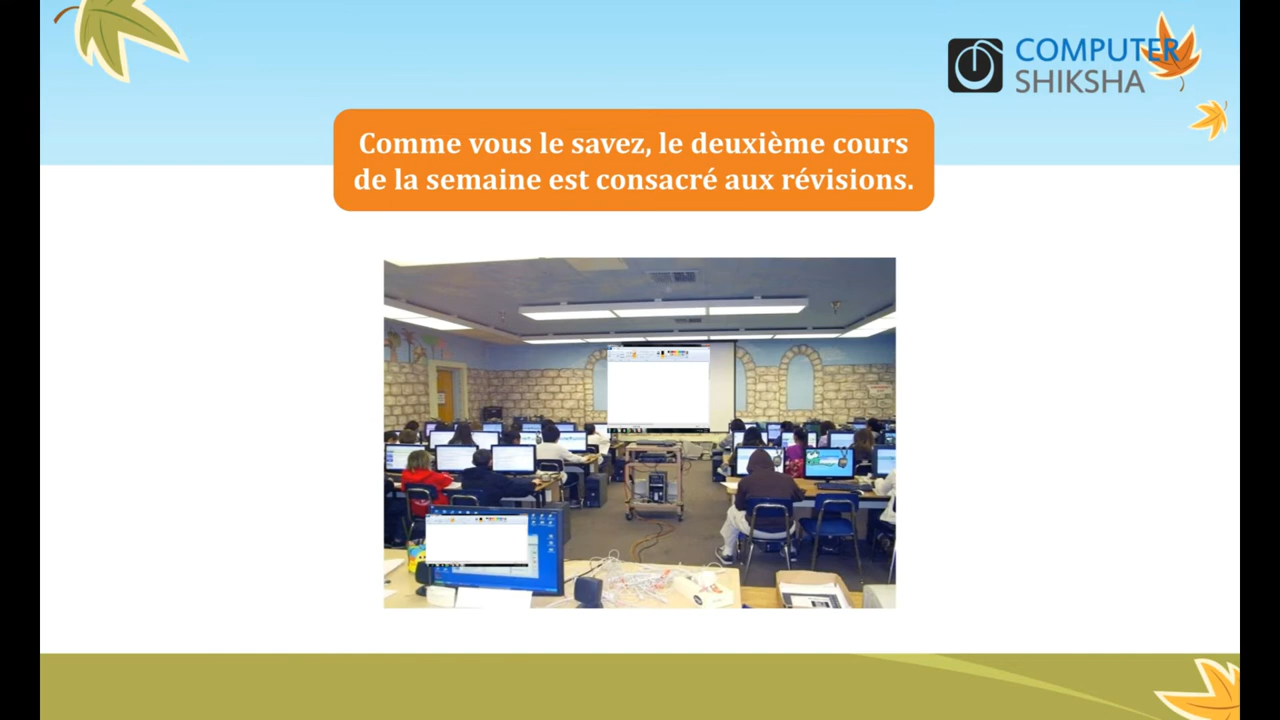 COMPUTER
SHIKSHA
Comme vous le savez, le deuxième cours
de la semaine est consacré aux révisions.